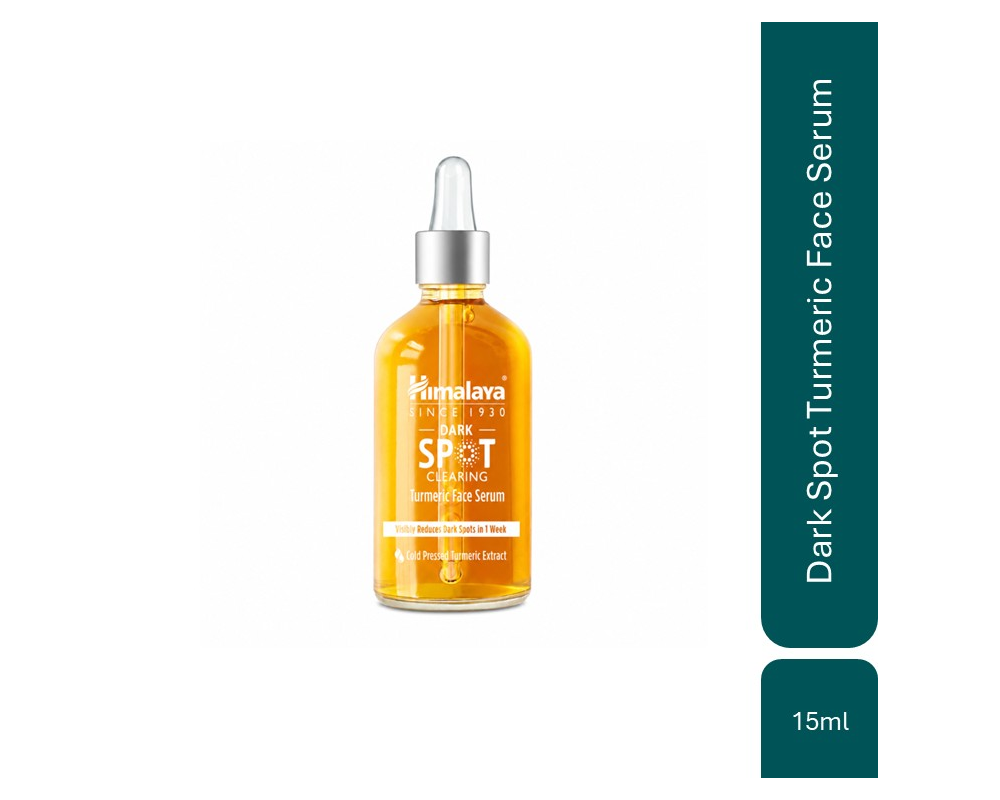 Himalaya®
SINCE 1930
DARK
SPOT
CLEARING
Turmeric Face Serum
Visibly Reduces Dark Spots in 1 Week
Cold Pressed Turmeric Extract
Dark Spot Turmeric Face Serum
15ml